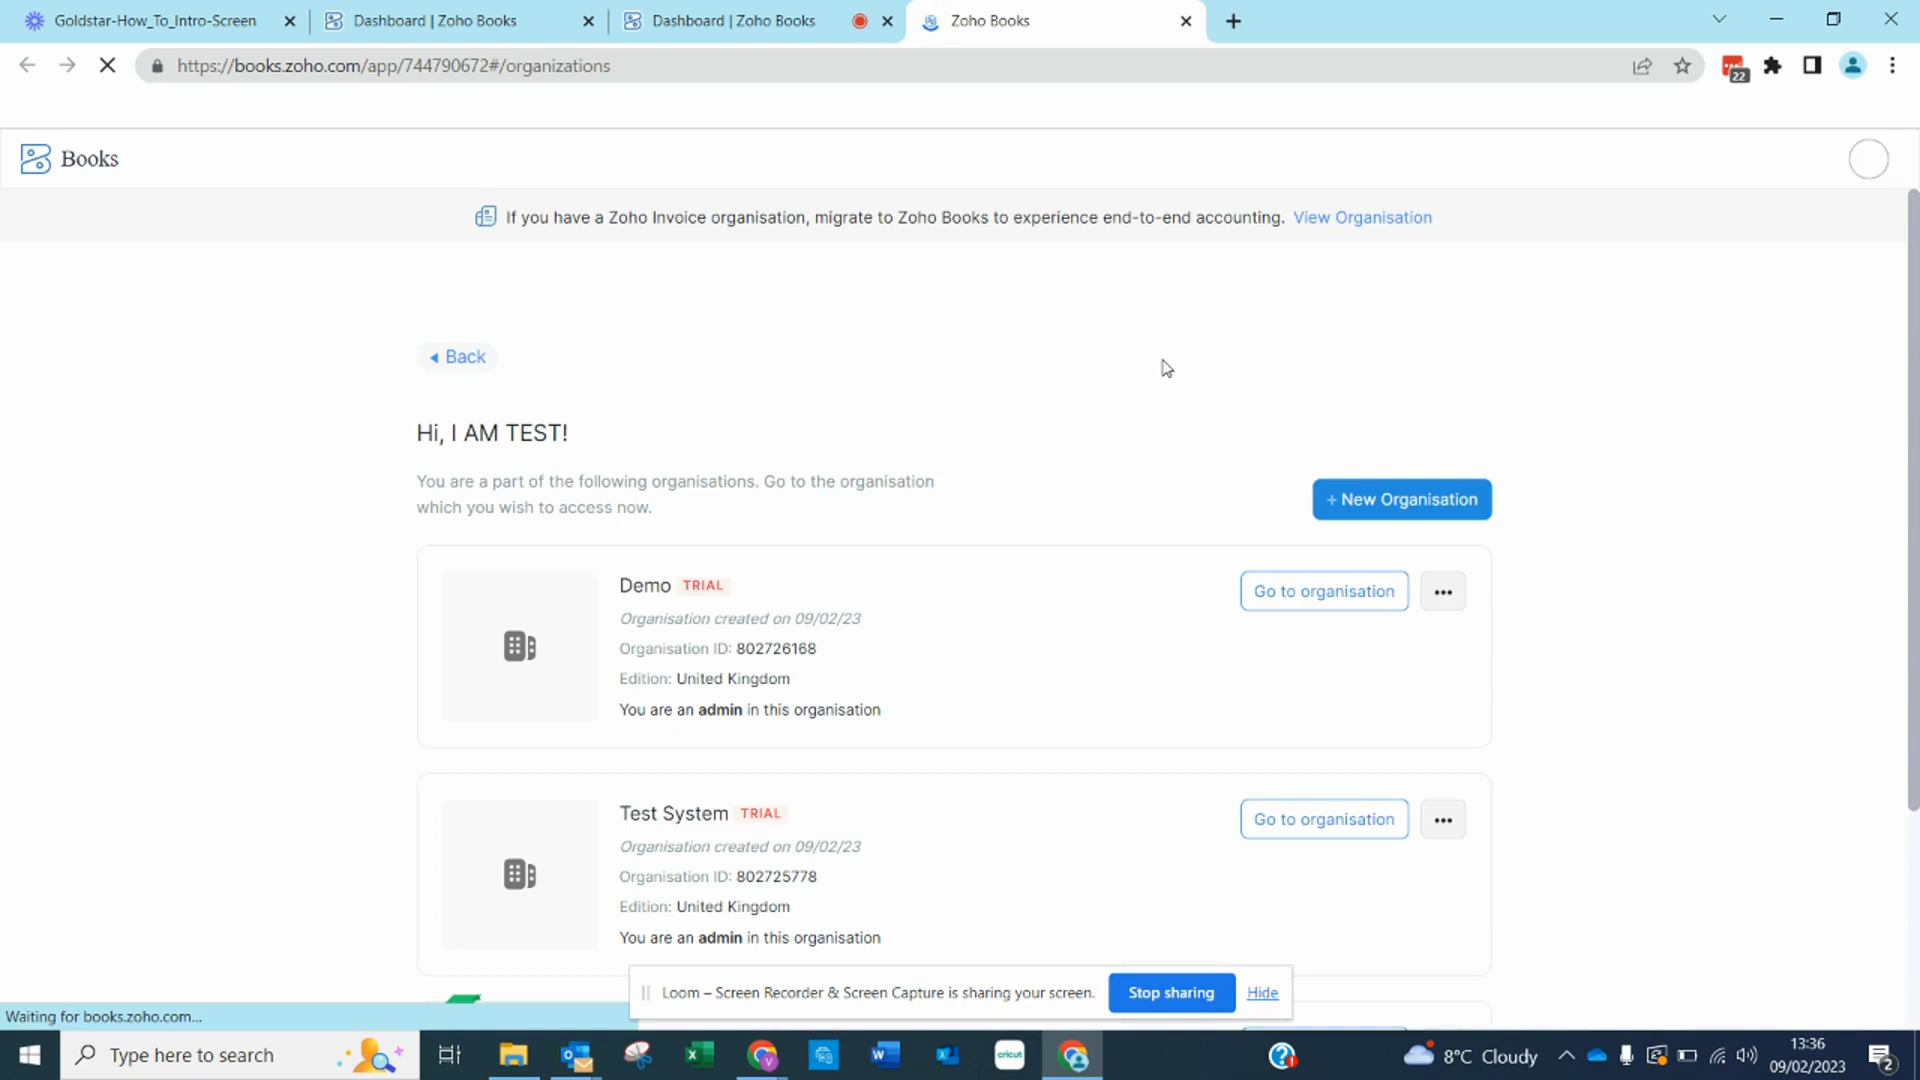 Goldstar-How_To_Intro-Screen
Dashboard | Zoho Books
Dashboard | Zoho Books
Zoho Books
https://books.zoho.com/app/744790672#/organizations
22
Books
If you have a Zoho Invoice organisation, migrate to Zoho Books to experience end-to-end accounting. View Organisation
Back
Hi, I AM TEST!
You are a part of the following organisations. Go to the organisation
which you wish to access now.
+ New Organisation
Demo TRIAL
Go to organisation
Organisation created on 09/02/23
Organisation ID: 802726168
Edition: United Kingdom
You are an admin in this organisation
Test System TRIAL
Go to organisation
Organisation created on 09/02/23
Organisation ID: 802725778
Edition: United Kingdom
You are an admin in this organisation
Loom – Screen Recorder & Screen Capture is sharing your screen.
Stop sharing
Hide
Waiting for books.zoho.com...
Type here to search
cricut
8°C Cloudy
13:36
09/02/2023
2